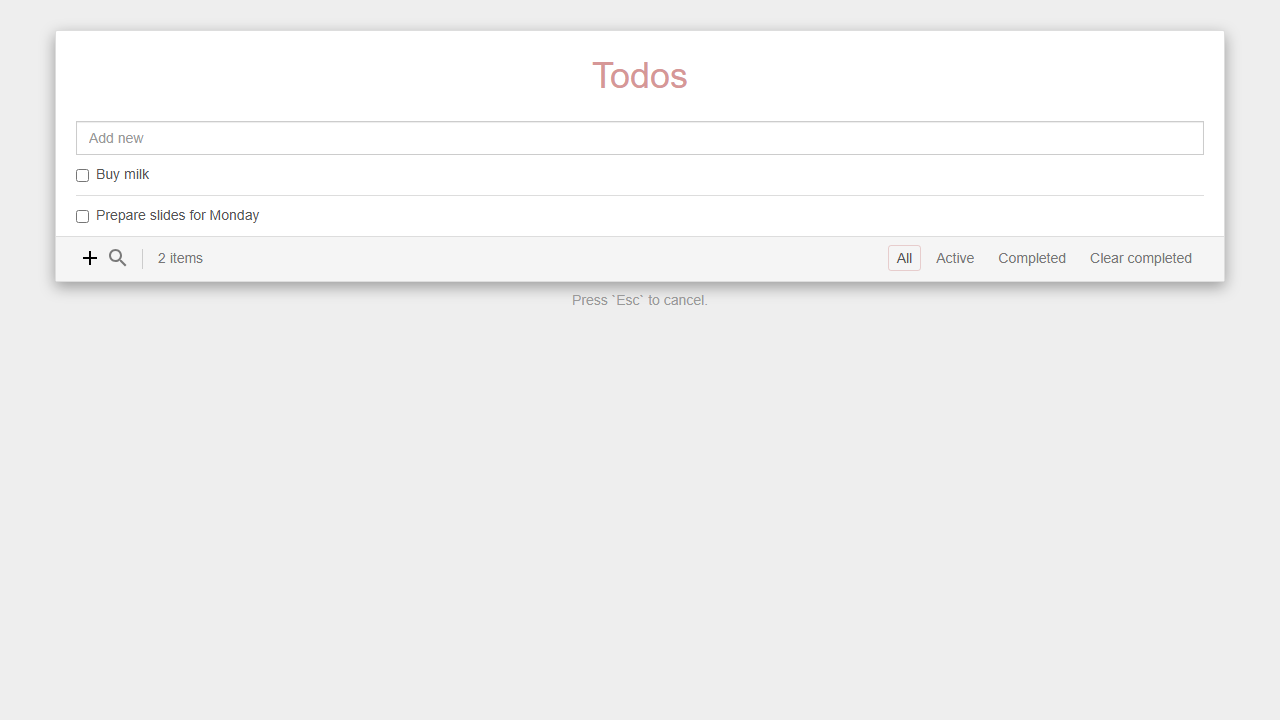 Todos
Add new
Buy milk
Prepare slides for Monday
2 items All Active Completed Clear completed
Press `Esc` to cancel.